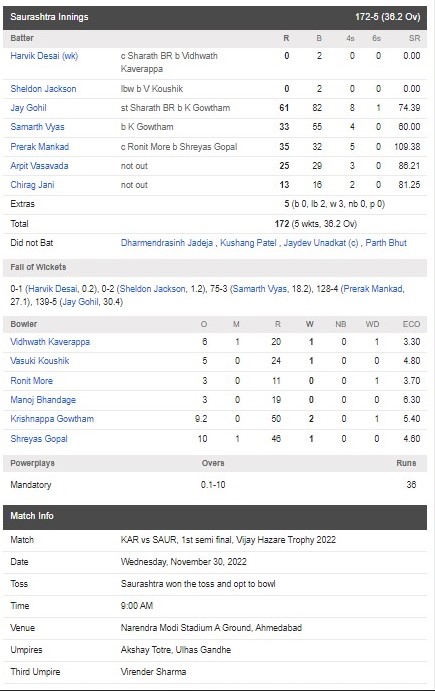 Saurashtra Innings 172-5 (36.2 Ov)
Batter R B 4s 6s SR
Harvik Desai (wk) c Sharath BR b Vidhwath Kaverappa 0 2 0 0 0.00
Sheldon Jackson lbw b V Koushik 0 2 0 0 0.00
Jay Gohil st Sharath BR b K Gowtham 61 82 8 1 74.39
Samarth Vyas b K Gowtham 33 55 4 0 60.00
Prerak Mankad c Ronit More b Shreyas Gopal 35 32 5 0 109.38
Arpit Vasavada not out 25 29 3 0 86.21
Chirag Jani not out 13 16 2 0 81.25
Extras 5 (b 0, lb 2, w 3, nb 0, p 0)
Total 172 (5 wkts, 36.2 Ov)
Did not Bat Dharmendrasinh Jadeja , Kushang Patel , Jaydev Unadkat (c) , Parth Bhut
Fall of Wickets
0-1 (Harvik Desai, 0.2), 0-2 (Sheldon Jackson, 1.2), 75-3 (Samarth Vyas, 18.2), 128-4 (Prerak Mankad,
27.1), 139-5 (Jay Gohil, 30.4)
Bowler O M R W NB WD ECO
Vidhwath Kaverappa 6 1 20 1 0 1 3.30
Vasuki Koushik 5 0 24 1 0 0 4.80
Ronit More 3 0 11 0 0 1 3.70
Manoj Bhandage 3 0 19 0 0 0 6.30
Krishnappa Gowtham 9.2 0 50 2 0 1 5.40
Shreyas Gopal 10 1 46 1 0 0 4.60
Powerplays Overs Runs
Mandatory 0.1-10 36
Match Info
Match KAR vs SAUR, 1st semi final, Vijay Hazare Trophy 2022
Date Wednesday, November 30, 2022
Toss Saurashtra won the toss and opt to bowl
Time 9:00 AM
Venue Narendra Modi Stadium A Ground, Ahmedabad
Umpires Akshay Totre, Ulhas Gandhe
Third Umpire Virender Sharma